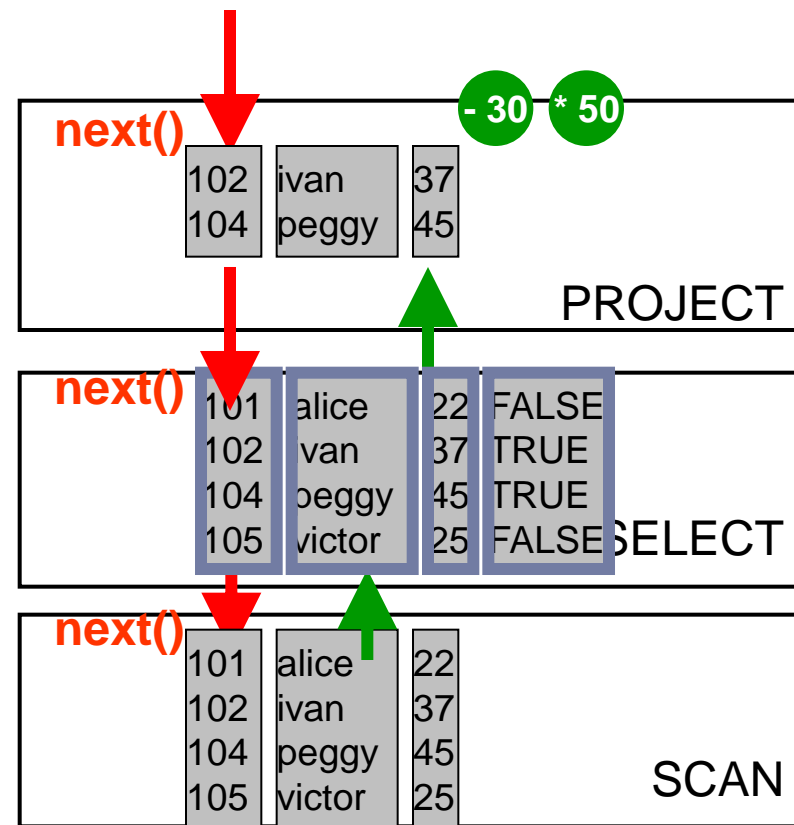 - 30 * 50
next()
102 ivan 37
104 peggy 45
PROJECT
next()
101 alice 22 FALSE
102 ivan 37 TRUE
104 peggy 45 TRUE
105 victor 25 FALSE
SELECT
next()
101 alice 22
102 ivan 37
104 peggy 45
105 victor 25
SCAN